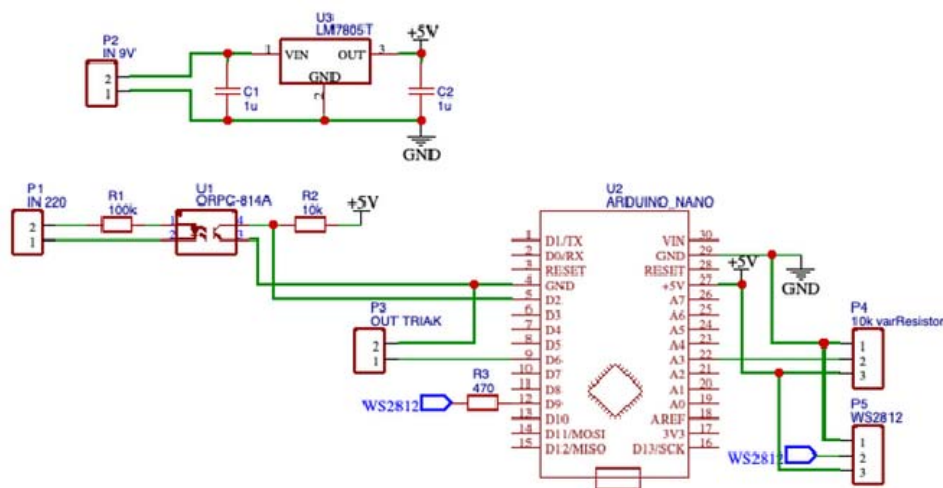 P2
IN 9V
2
1
U3
LM7805T
1
VIN
OUT
3
GND
2
+5V
C1
1u
C2
1u
GND
P1
IN 220
2
1
R1
100k
U1
ORPC-814A
1
2
4
3
R2
10k
+5V
P3
OUT TRIAK
2
1
WS2812
R3
470
U2
ARDUINO_NANO
1 D1/TX
2 D0/RX
3 RESET
4 GND
5 D2
6 D3
7 D4
8 D5
9 D6
10 D7
11 D8
12 D9
13 D10
14 D11/MOSI
15 D12/MISO
VIN 30
GND 29
RESET 28
+5V 27
A7 26
A6 25
A5 24
A4 23
A3 22
A2 21
A1 20
A0 19
AREF 18
3V3 17
D13/SCK 16
+5V
GND
P4
10k varResistor
1
2
3
P5
WS2812
1
2
3
WS2812